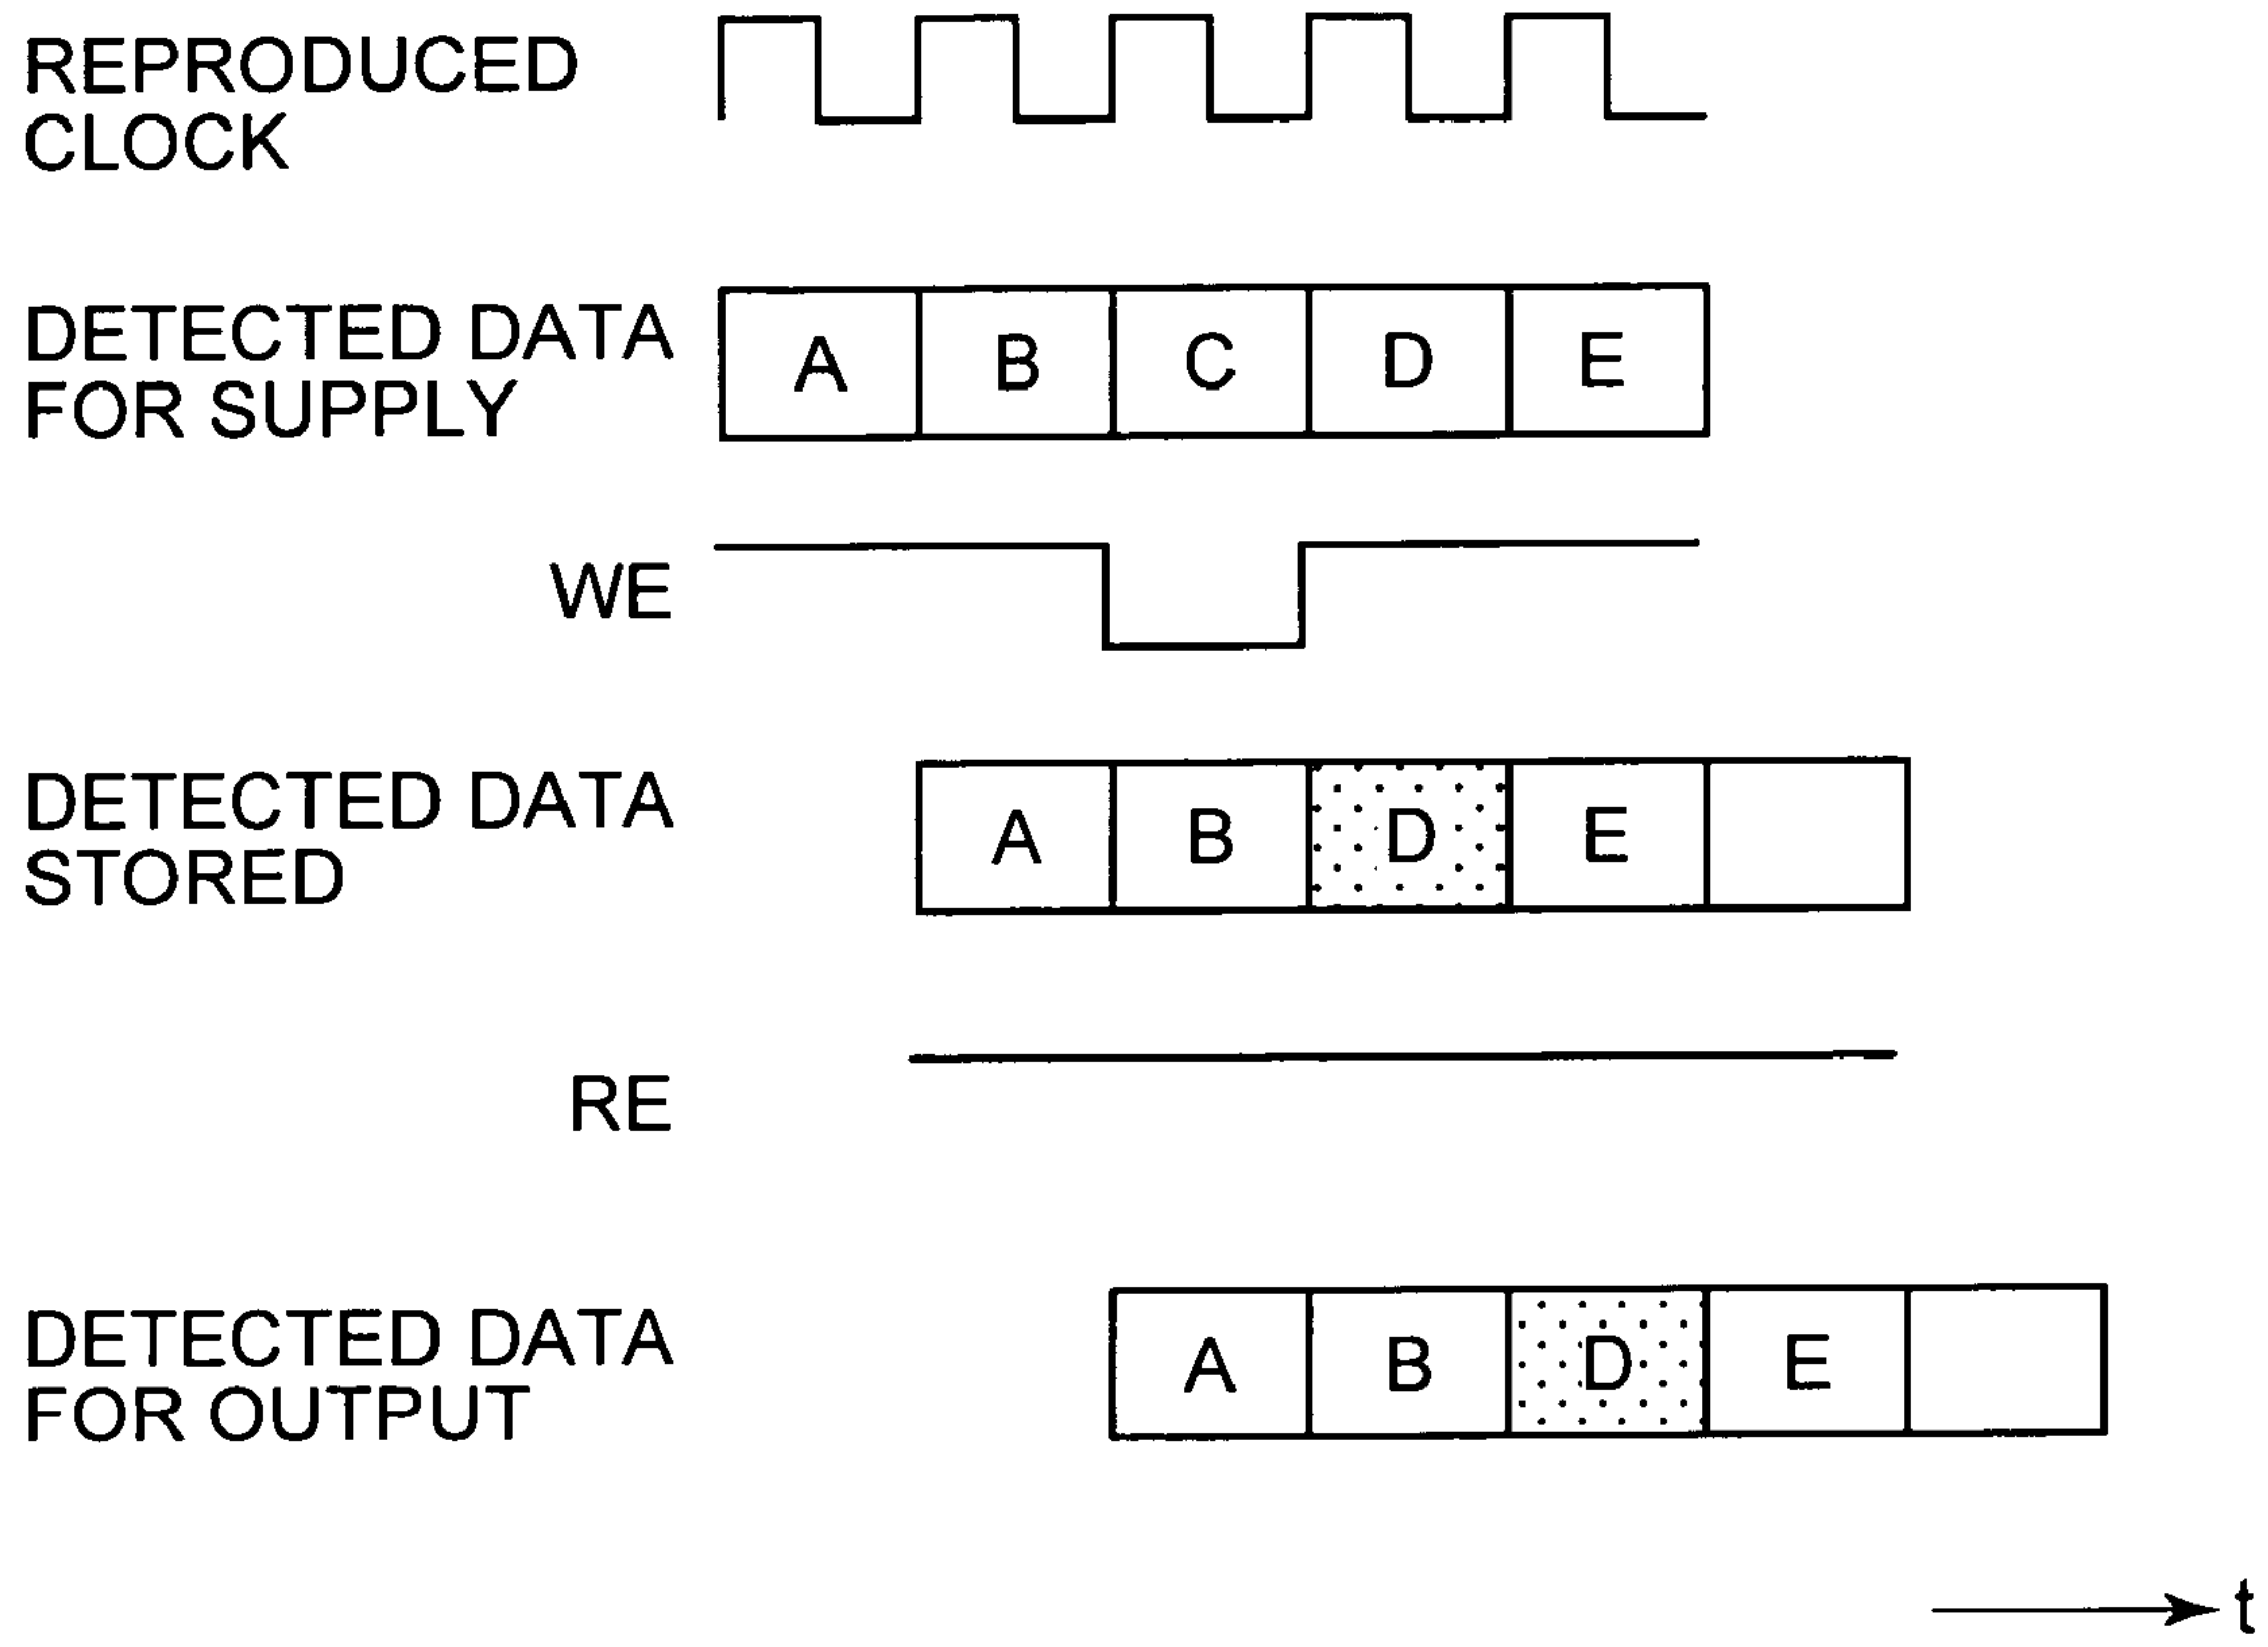 REPRODUCED
CLOCK
DETECTED DATA
FOR SUPPLY
A B C D E
WE
DETECTED DATA
STORED
A B D E
RE
DETECTED DATA
FOR OUTPUT
A B D E
t